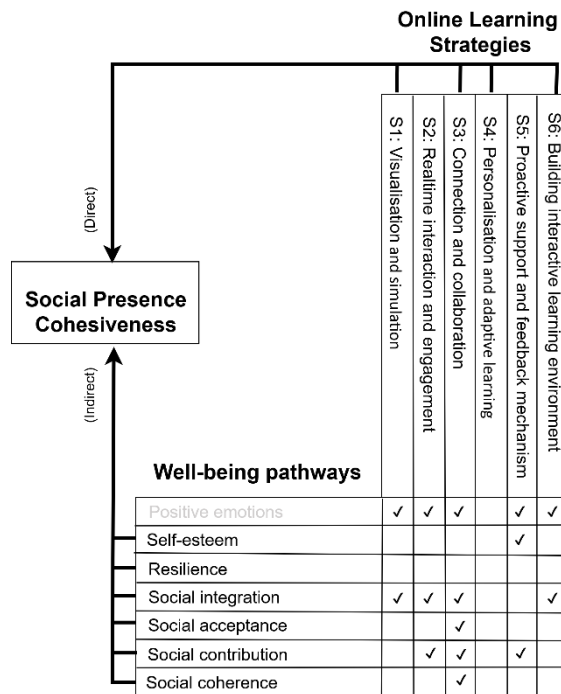 Online Learning
Strategies
S1: Visualisation and simulation
S2: Realtime interaction and engagement
S3: Connection and collaboration
S4: Personalisation and adaptive learning
S5: Proactive support and feedback mechanism
S6: Building interactive learning environment
(Direct)
Social Presence
Cohesiveness
(Indirect)
Well-being pathways
Positive emotions ✓ ✓ ✓ ✓ ✓
Self-esteem ✓
Resilience
Social integration ✓ ✓ ✓ ✓
Social acceptance ✓
Social contribution ✓ ✓ ✓
Social coherence ✓